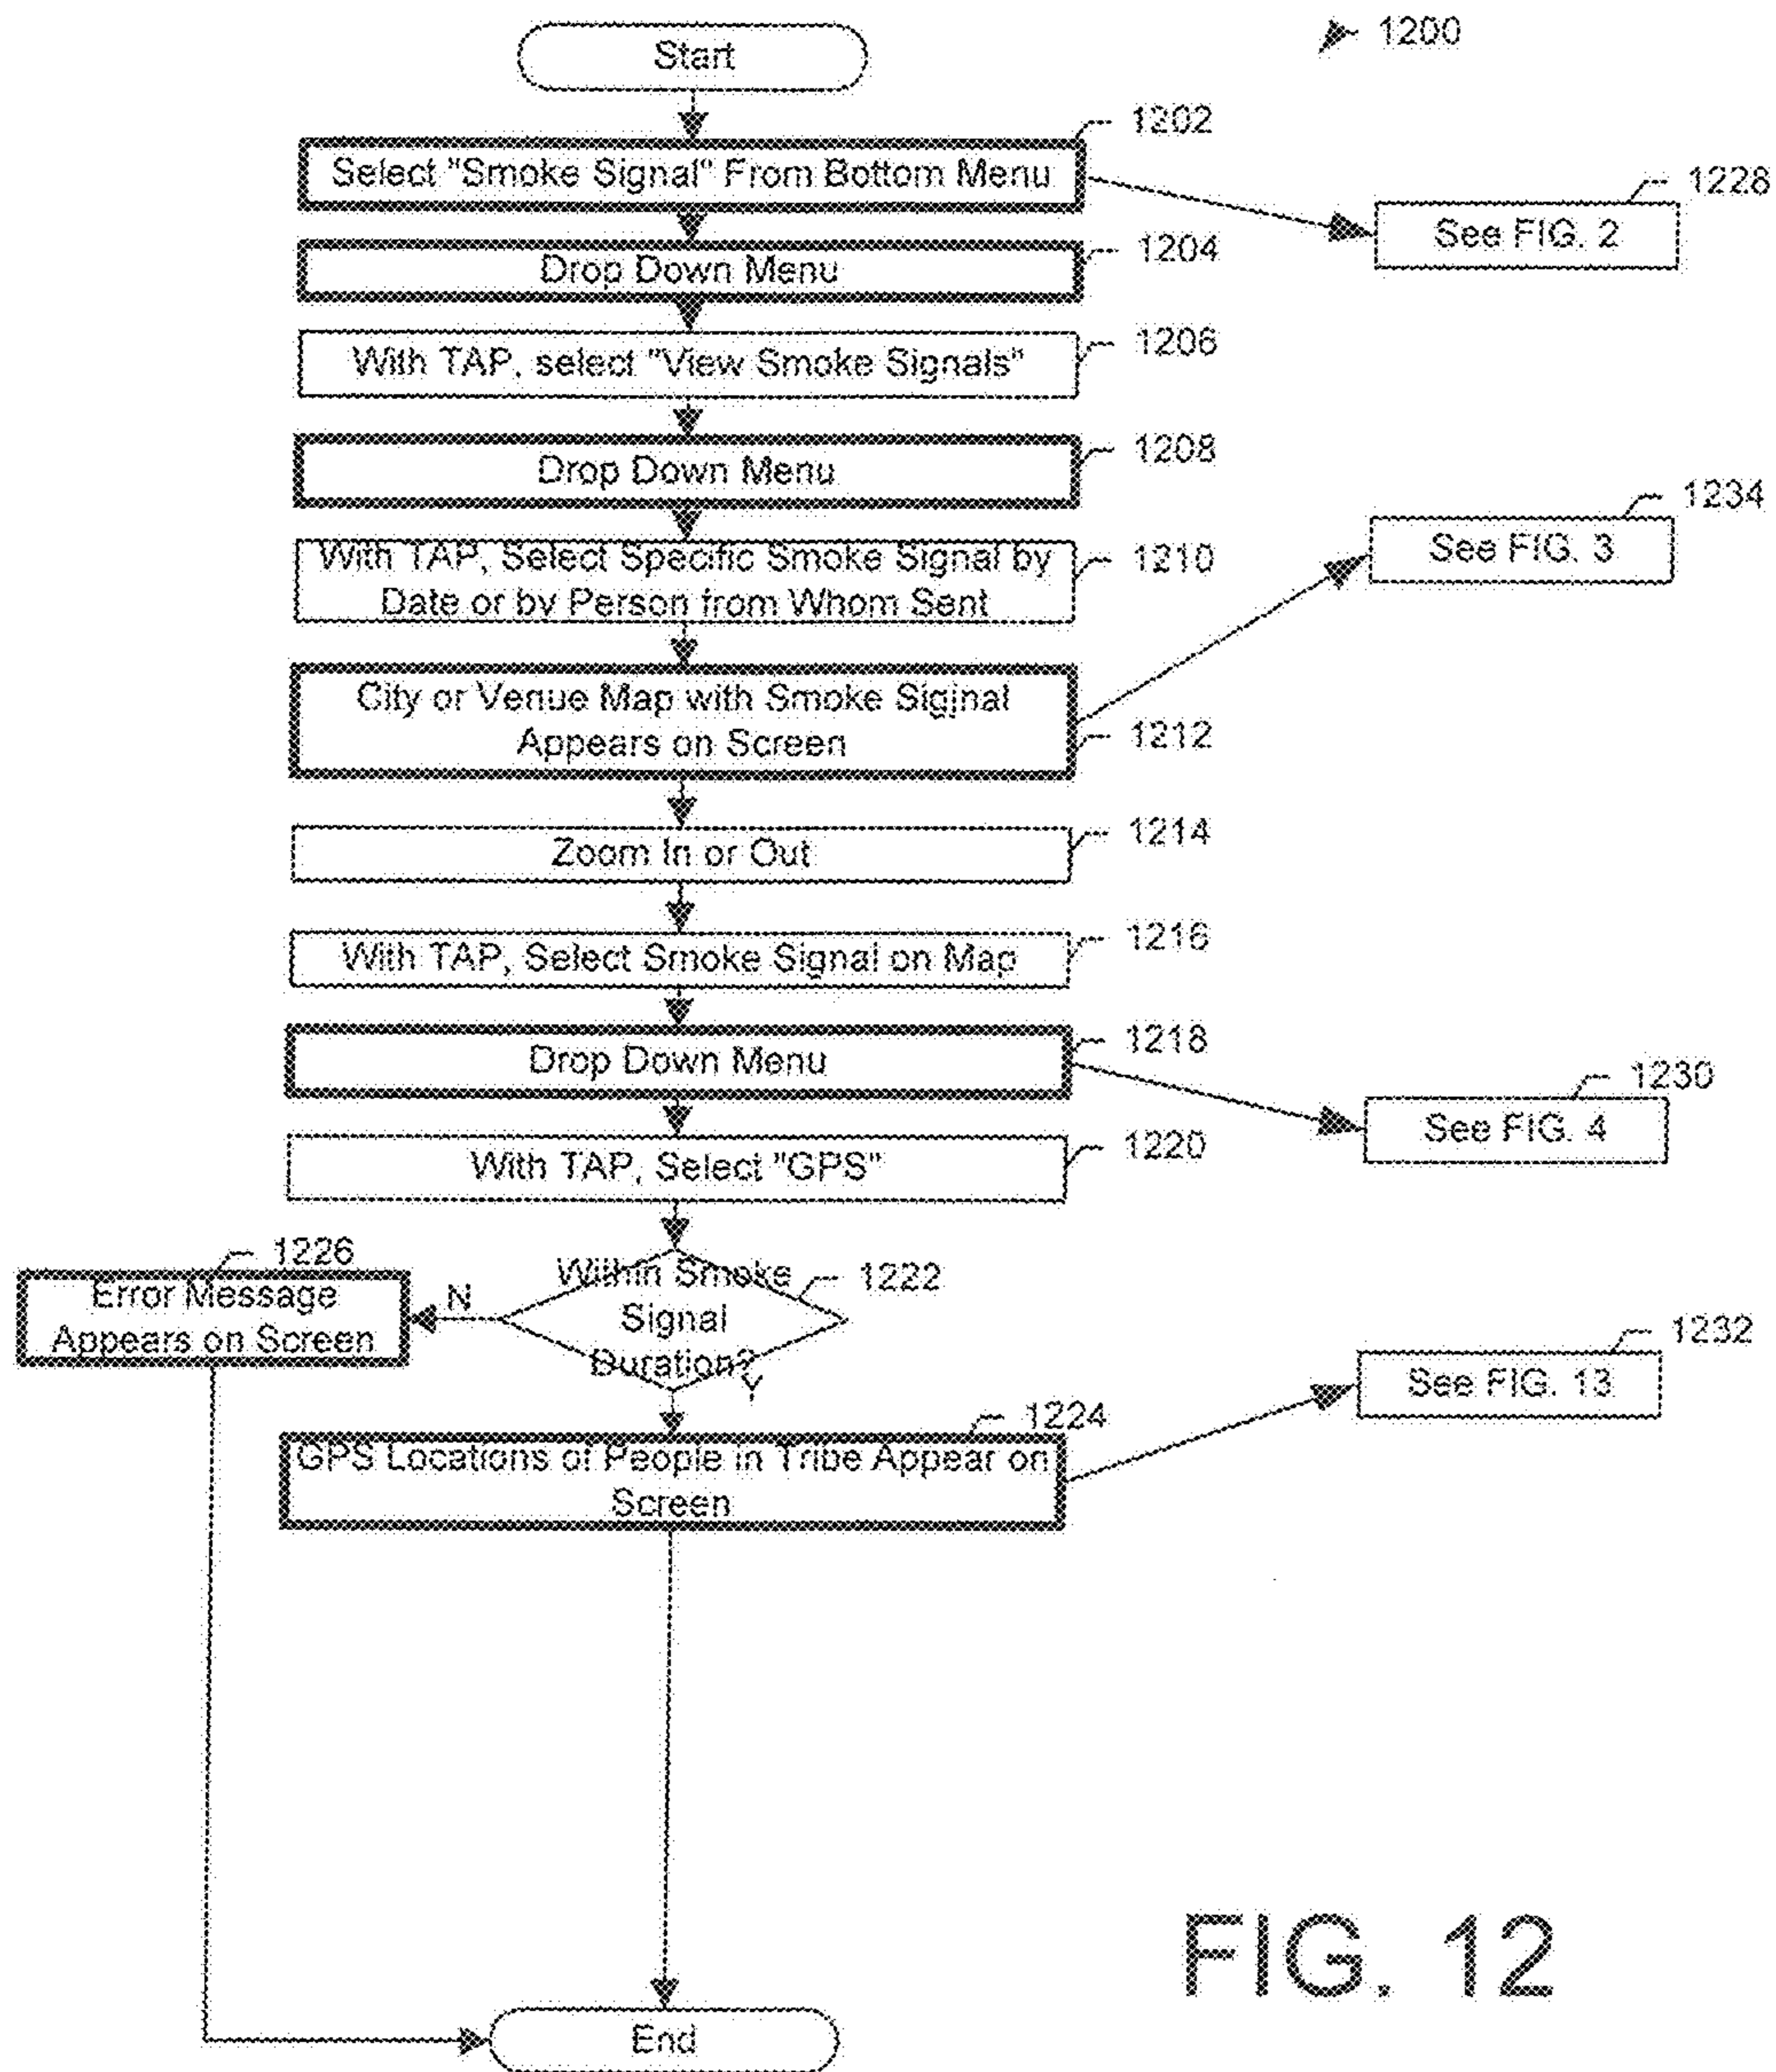 1200
Start
1202
Select "Smoke Signal" From Bottom Menu
1228
See FIG. 2
1204
Drop Down Menu
1206
With TAP, select "View Smoke Signals"
1208
Drop Down Menu
1234
See FIG. 3
1210
With TAP, Select Specific Smoke Signal by
Date or by Person from Whom Sent
City or Venue Map with Smoke Sigjnal
Appears on Screen
1212
1214
Zoom In or Out
1216
With TAP, Select Smoke Signal on Map
1218
Drop Down Menu
1230
See FIG. 4
1220
With TAP, Select "GPS"
1226
Error Message
Appears on Screen
N
Within Smoke
Signal
Duration?
1222
Y
1232
See FIG. 13
1224
GPS Locations of People in Tribe Appear on
Screen
End
FIG. 12